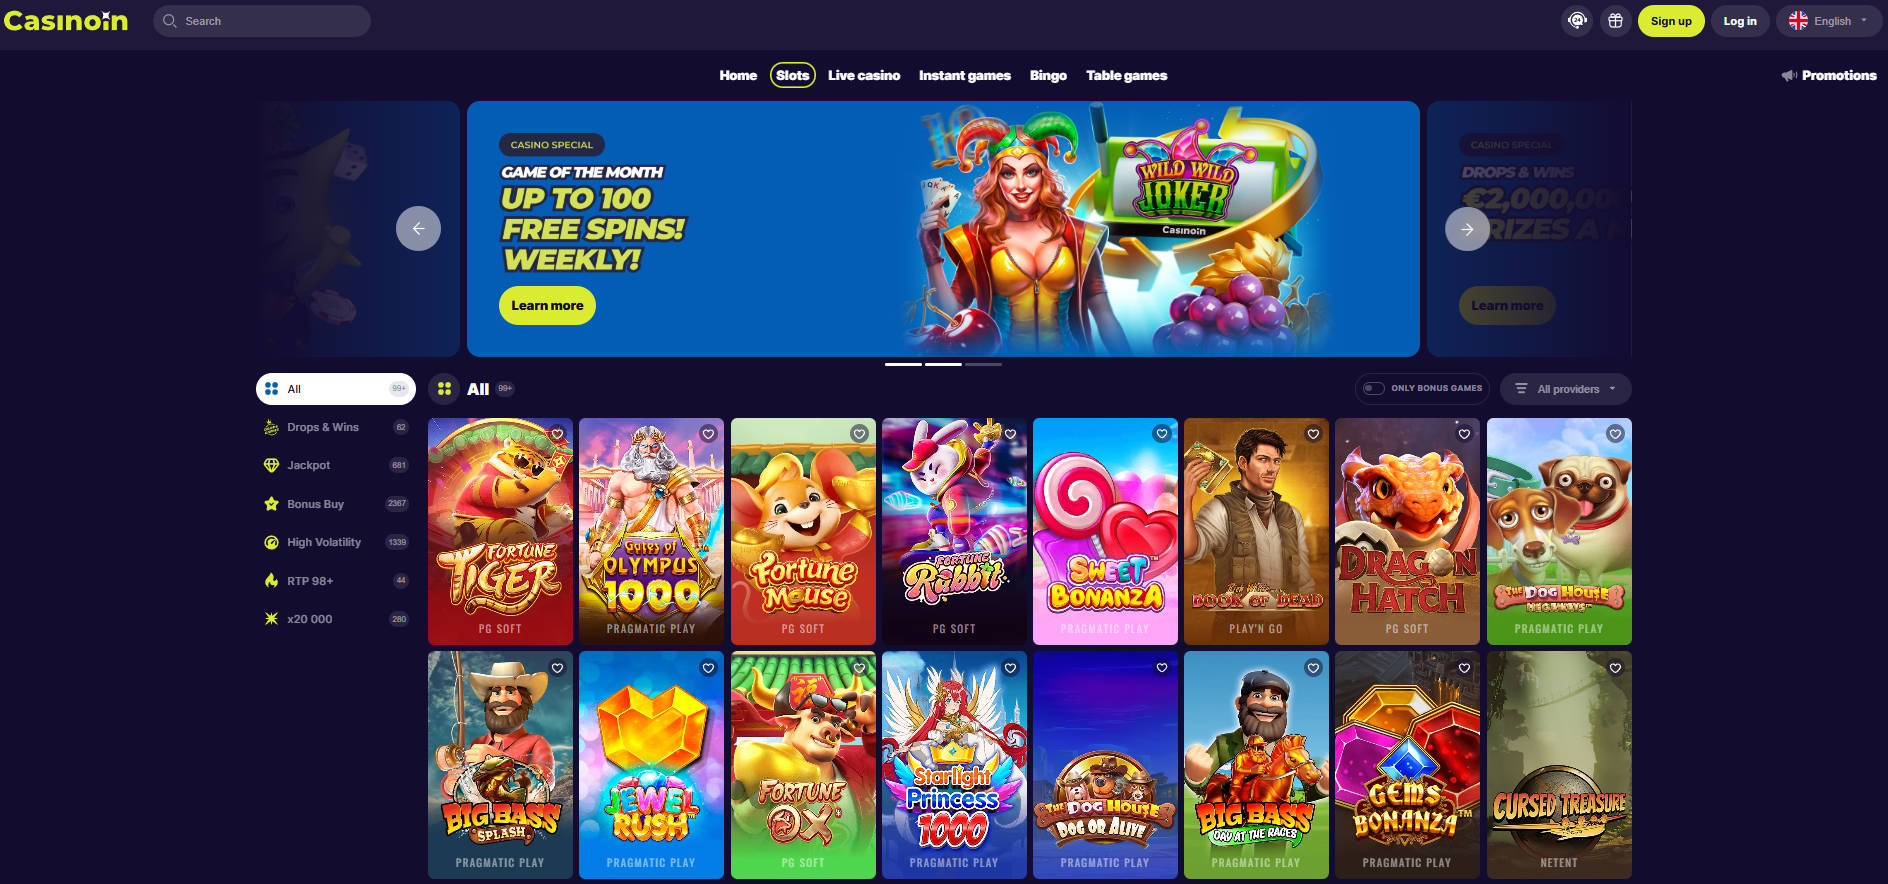 Casinoin
Search
24
Sign up
Log in
English
Home
Slots
Live casino
Instant games
Bingo
Table games
Promotions
CASINO SPECIAL
GAME OF THE MONTH
UP TO 100
FREE SPINS!
WEEKLY!
Learn more
WILD WILD
JOKER
Casinoin
CASINO SPECIAL
DROPS & WINS
€2,000,00
RIZES A
Learn more
All
99+
Drops & Wins
62
Jackpot
681
Bonus Buy
2367
High Volatility
1339
RTP 98+
44
x20 000
280
All
99+
ONLY BONUS GAMES
All providers
FORTUNE
TIGER
PG SOFT
Gates of
OLYMPUS
1000
PRAGMATIC PLAY
Fortune
Mouse
PG SOFT
FORTUNE
Rabbit
PG SOFT
SWEET
BONANZA
PRAGMATIC PLAY
BOOK OF DEAD
PLAY'N GO
DRAGON
HATCH
PG SOFT
THE DOG HOUSE
MEGAWAYS
PRAGMATIC PLAY
BIG BASS
SPLASH
PRAGMATIC PLAY
JEWEL
RUSH
PRAGMATIC PLAY
福
FORTUNE
OX
PG SOFT
Starlight
Princess
1000
PRAGMATIC PLAY
THE DOG HOUSE
DOG OR ALIVE
PRAGMATIC PLAY
BIG BASS
DAY AT THE RACES
PRAGMATIC PLAY
GEMS
BONANZA™
PRAGMATIC PLAY
CURSED TREASURE
NETENT